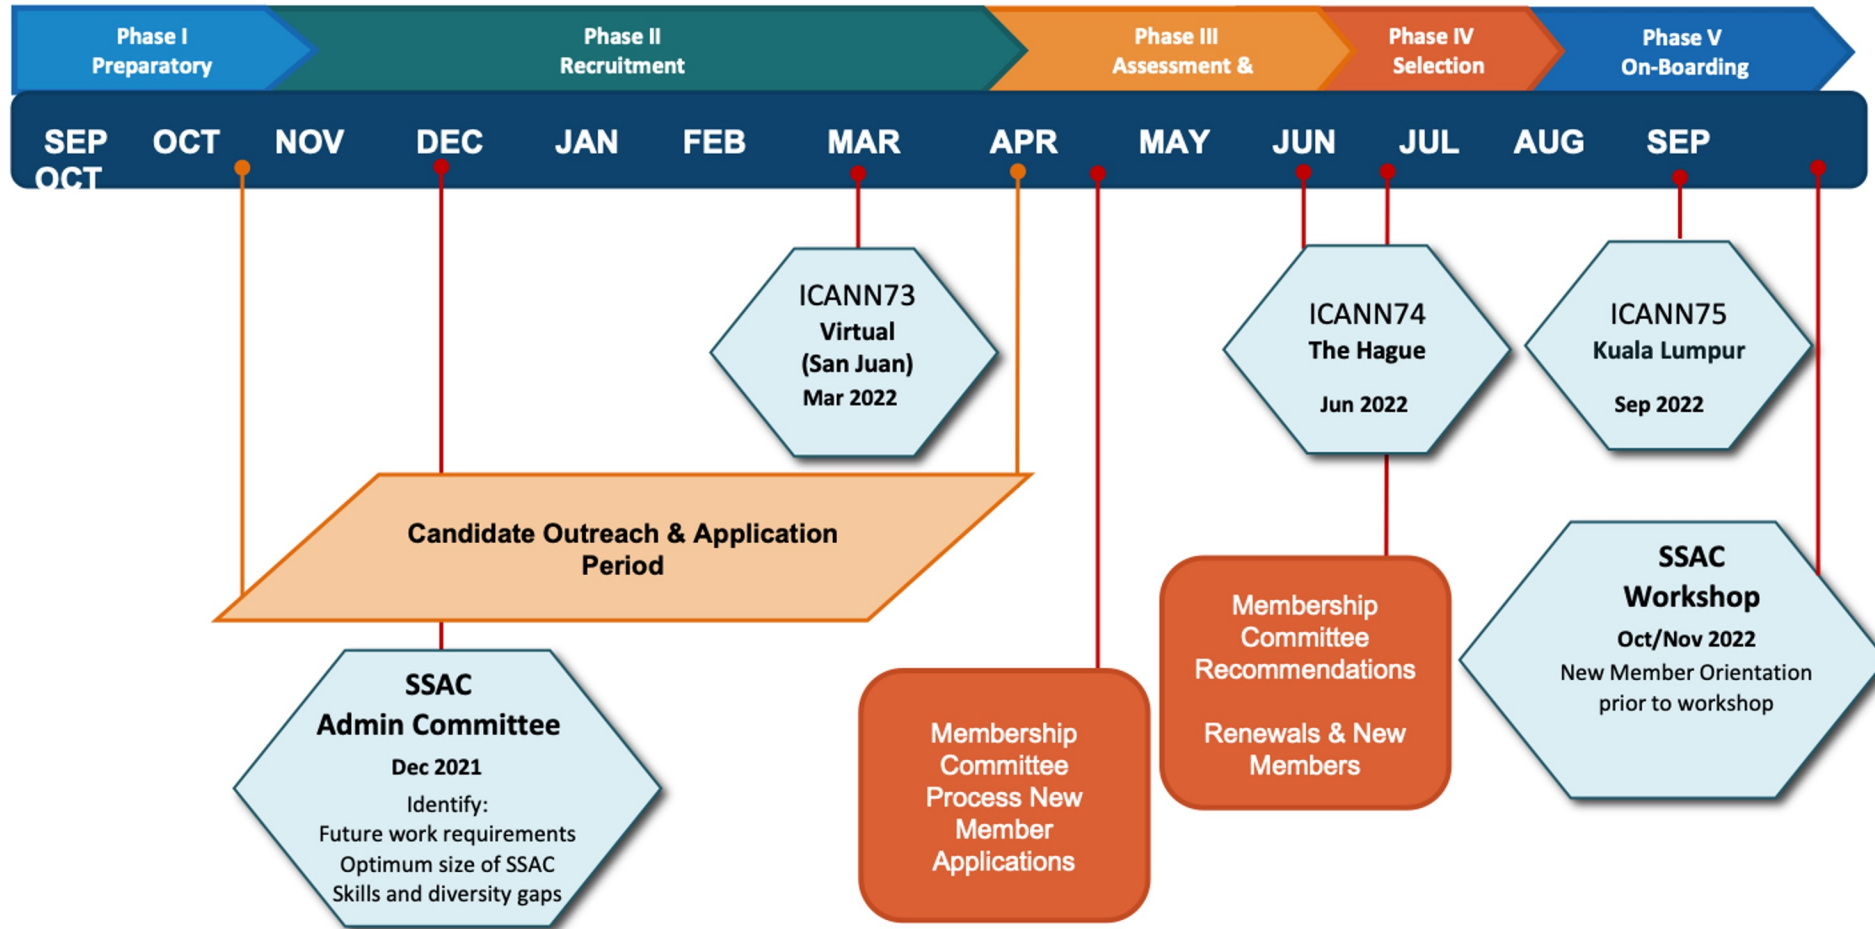 Phase I
Preparatory
Phase II
Recruitment
Phase III
Assessment &
Phase IV
Selection
Phase V
On-Boarding
SEP OCT NOV DEC JAN FEB MAR APR MAY JUN JUL AUG SEP
OCT
ICANN73
Virtual
(San Juan)
Mar 2022
ICANN74
The Hague
Jun 2022
ICANN75
Kuala Lumpur
Sep 2022
Candidate Outreach & Application
Period
SSAC
Admin Committee
Dec 2021
Identify:
Future work requirements
Optimum size of SSAC
Skills and diversity gaps
Membership
Committee
Process New
Member
Applications
Membership
Committee
Recommendations
Renewals & New
Members
SSAC
Workshop
Oct/Nov 2022
New Member Orientation
prior to workshop